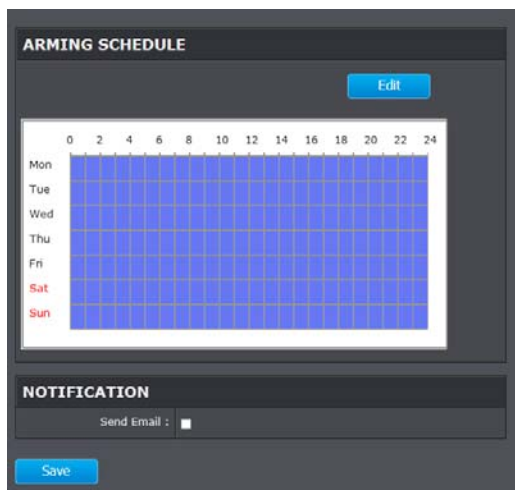 ARMING SCHEDULE
Edit
0 2 4 6 8 10 12 14 16 18 20 22 24
Mon
Tue
Wed
Thu
Fri
Sat
Sun
NOTIFICATION
Send Email :
Save